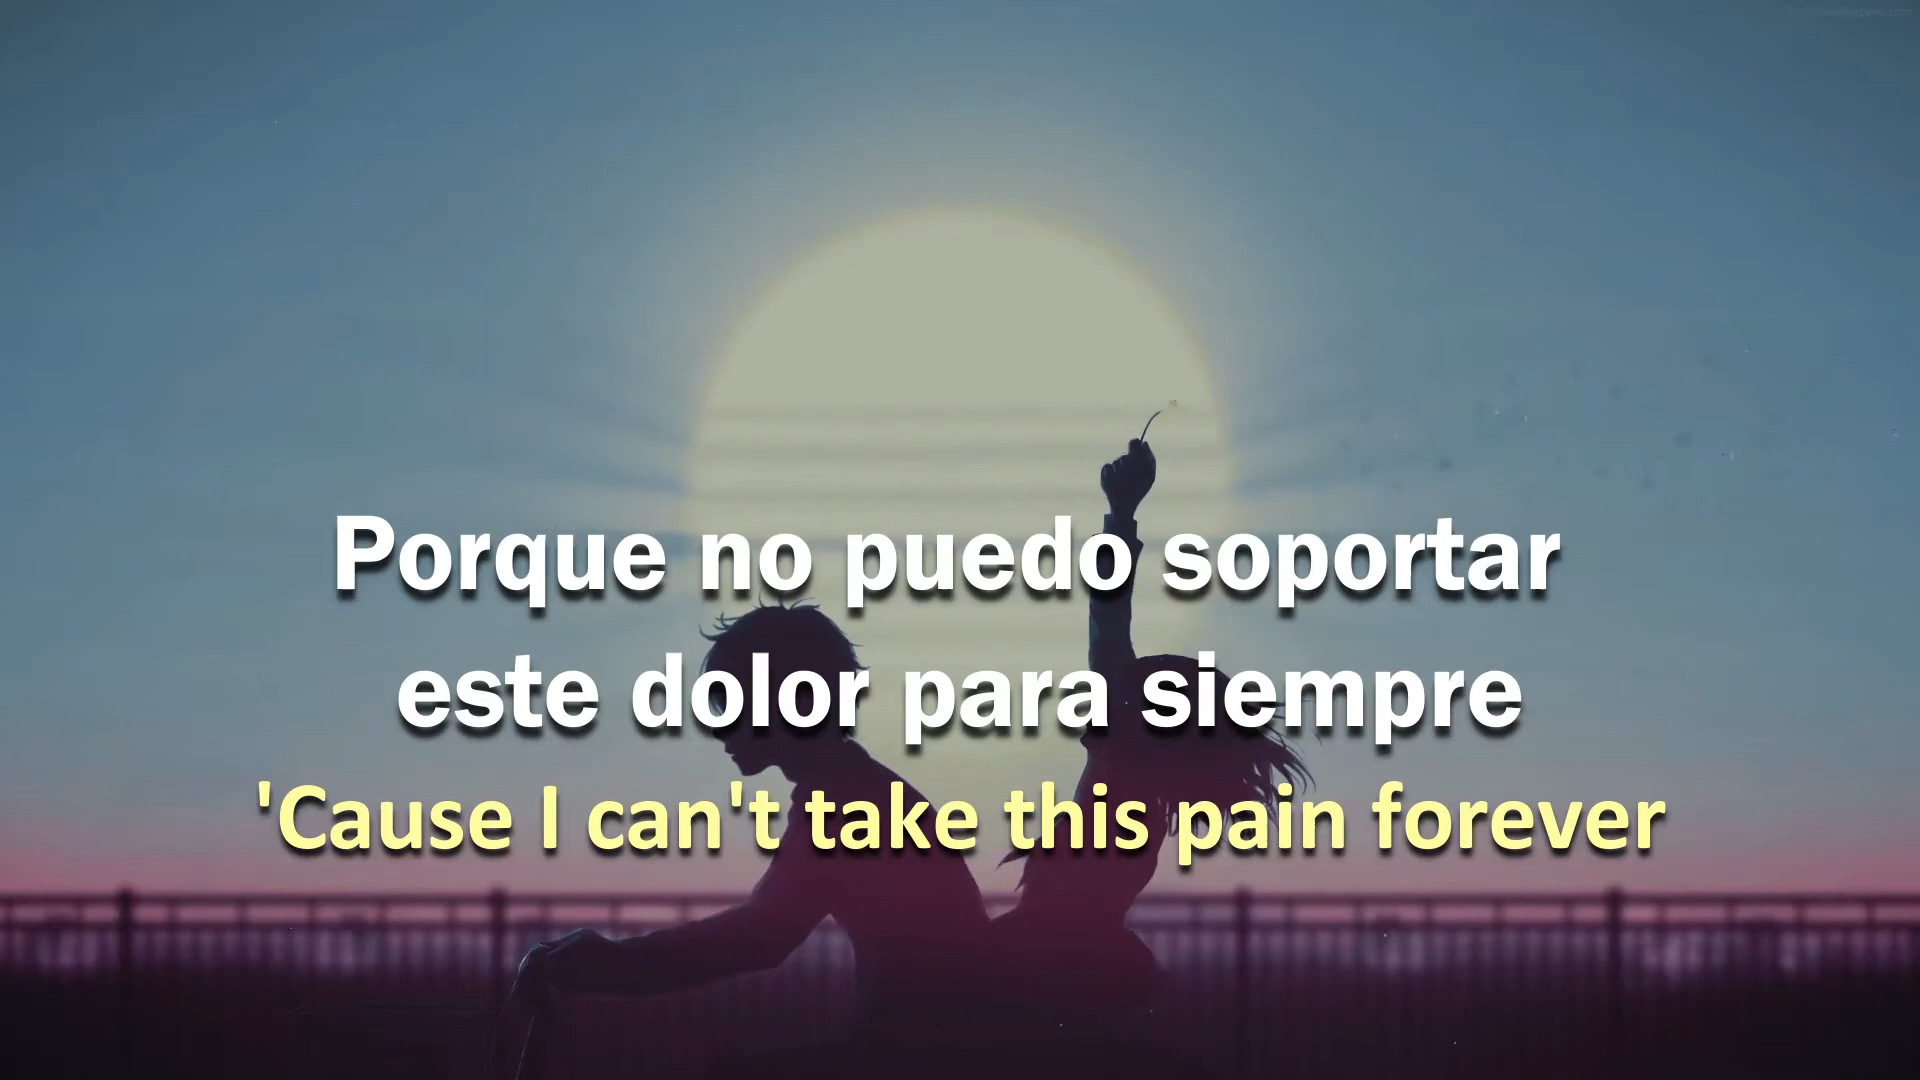 Porque no puedo soportar
este dolor para siempre
'Cause I can't take this pain forever